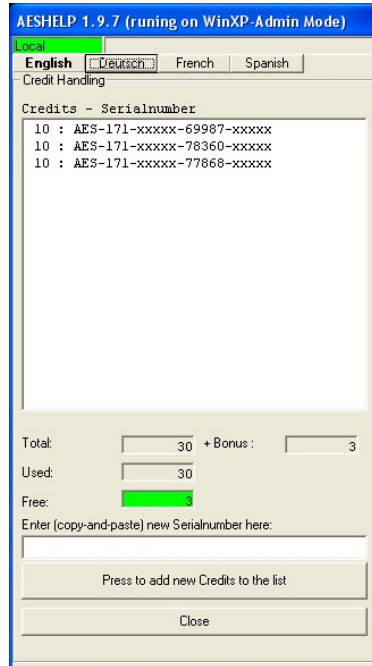 AESHELP 1.9.7 (runing on WinXP-Admin Mode)
Local
English Deutsch French Spanish
Credit Handling
Credits - Serialnumber
10 : AES-171-xxxxx-69987-xxxxx
10 : AES-171-xxxxx-78360-xxxxx
10 : AES-171-xxxxx-77868-xxxxx
Total: 30 + Bonus : 3
Used: 30
Free: 3
Enter (copy-and-paste) new Serialnumber here:
Press to add new Credits to the list
Close